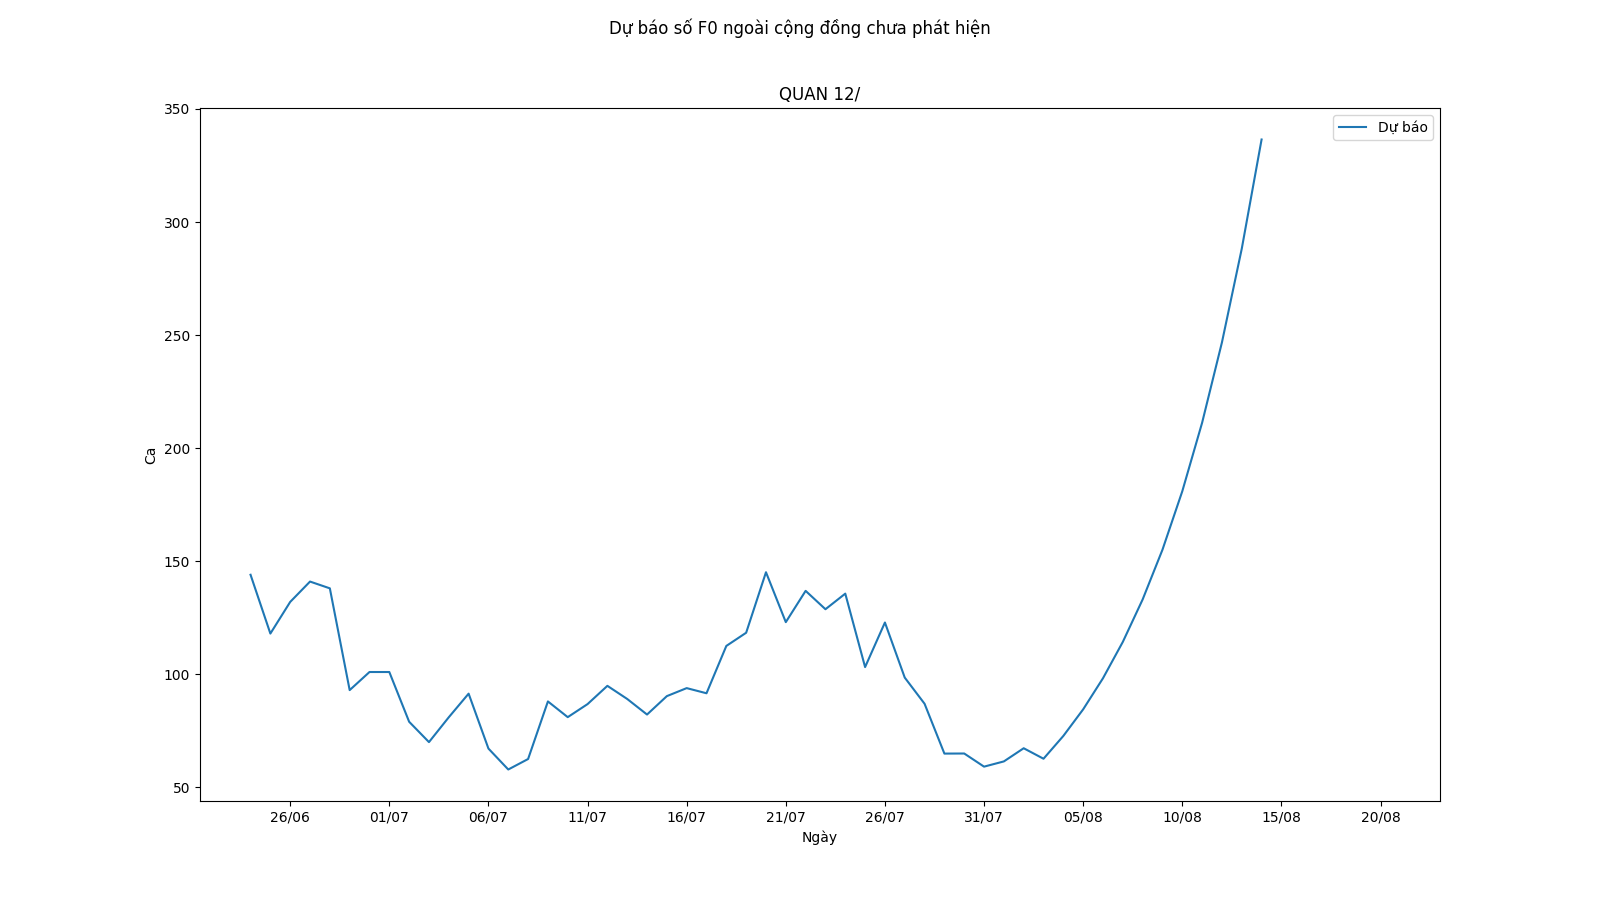 Dự báo số F0 ngoài cộng đồng chưa phát hiện
QUAN 12/
Dự báo
350
300
250
200
150
100
50
Ca
26/06 01/07 06/07 11/07 16/07 21/07 26/07 31/07 05/08 10/08 15/08 20/08
Ngày